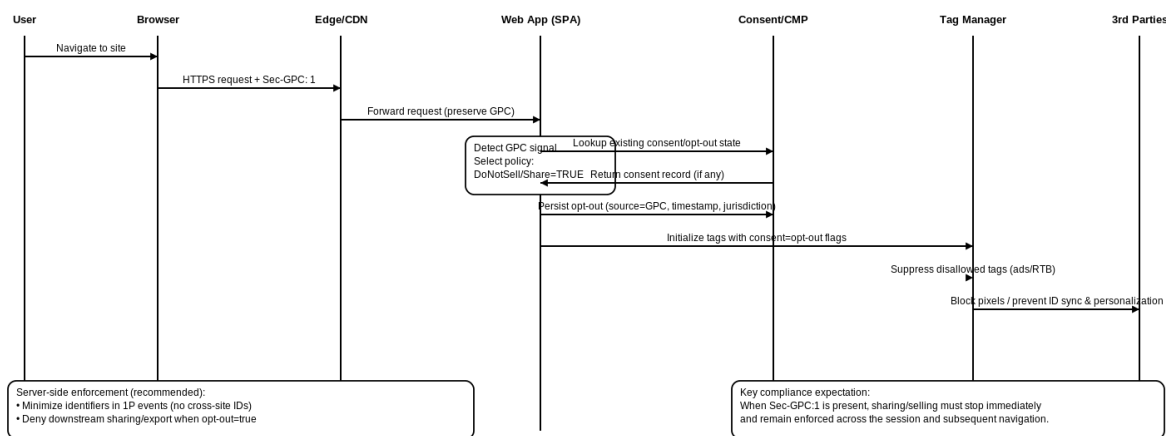 User
Browser
Edge/CDN
Web App (SPA)
Consent/CMP
Tag Manager
3rd Parties
Navigate to site
HTTPS request + Sec-GPC: 1
Forward request (preserve GPC)
Detect GPC signal
Select policy:
DoNotSell/Share=TRUE
Lookup existing consent/opt-out state
Return consent record (if any)
Persist opt-out (source=GPC, timestamp, jurisdiction)
Initialize tags with consent=opt-out flags
Suppress disallowed tags (ads/RTB)
Block pixels / prevent ID sync & personalization
Server-side enforcement (recommended):
• Minimize identifiers in 1P events (no cross-site IDs)
• Deny downstream sharing/export when opt-out=true
Key compliance expectation:
When Sec-GPC:1 is present, sharing/selling must stop immediately
and remain enforced across the session and subsequent navigation.